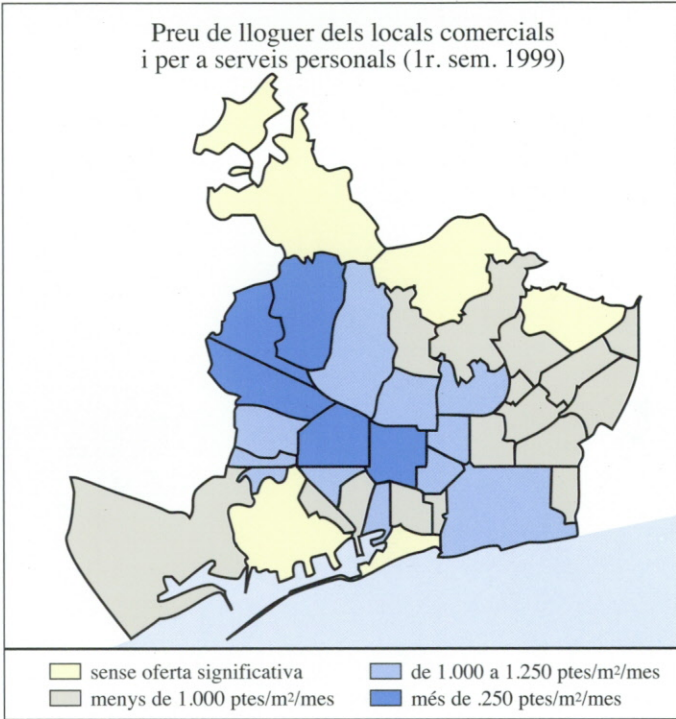 Preu de lloguer dels locals comercials
i per a serveis personals (1r. sem. 1999)
sense oferta significativa
menys de 1.000 ptes/m²/mes
de 1.000 a 1.250 ptes/m²/mes
més de .250 ptes/m²/mes